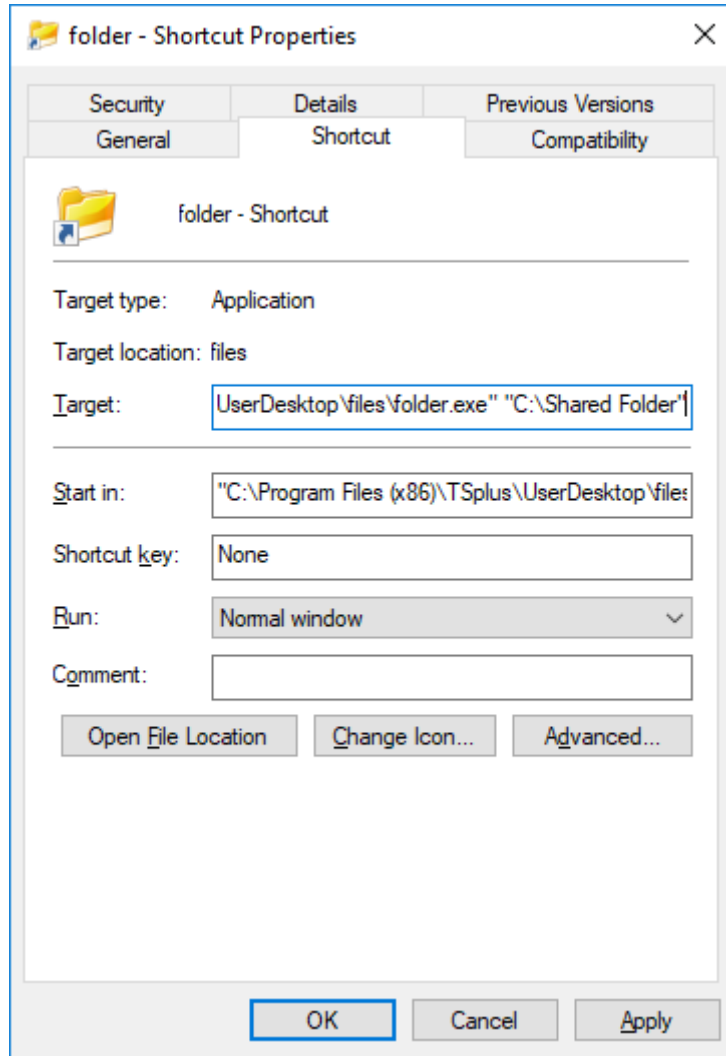 folder - Shortcut Properties
Security Details Previous Versions
General Shortcut Compatibility
folder - Shortcut
Target type: Application
Target location: files
Target: UserDesktop\files\folder.exe" "C:\Shared Folder"
Start in: "C:\Program Files (x86)\TSplus\UserDesktop\files
Shortcut key: None
Run: Normal window
Comment:
Open File Location Change Icon... Advanced...
OK Cancel Apply